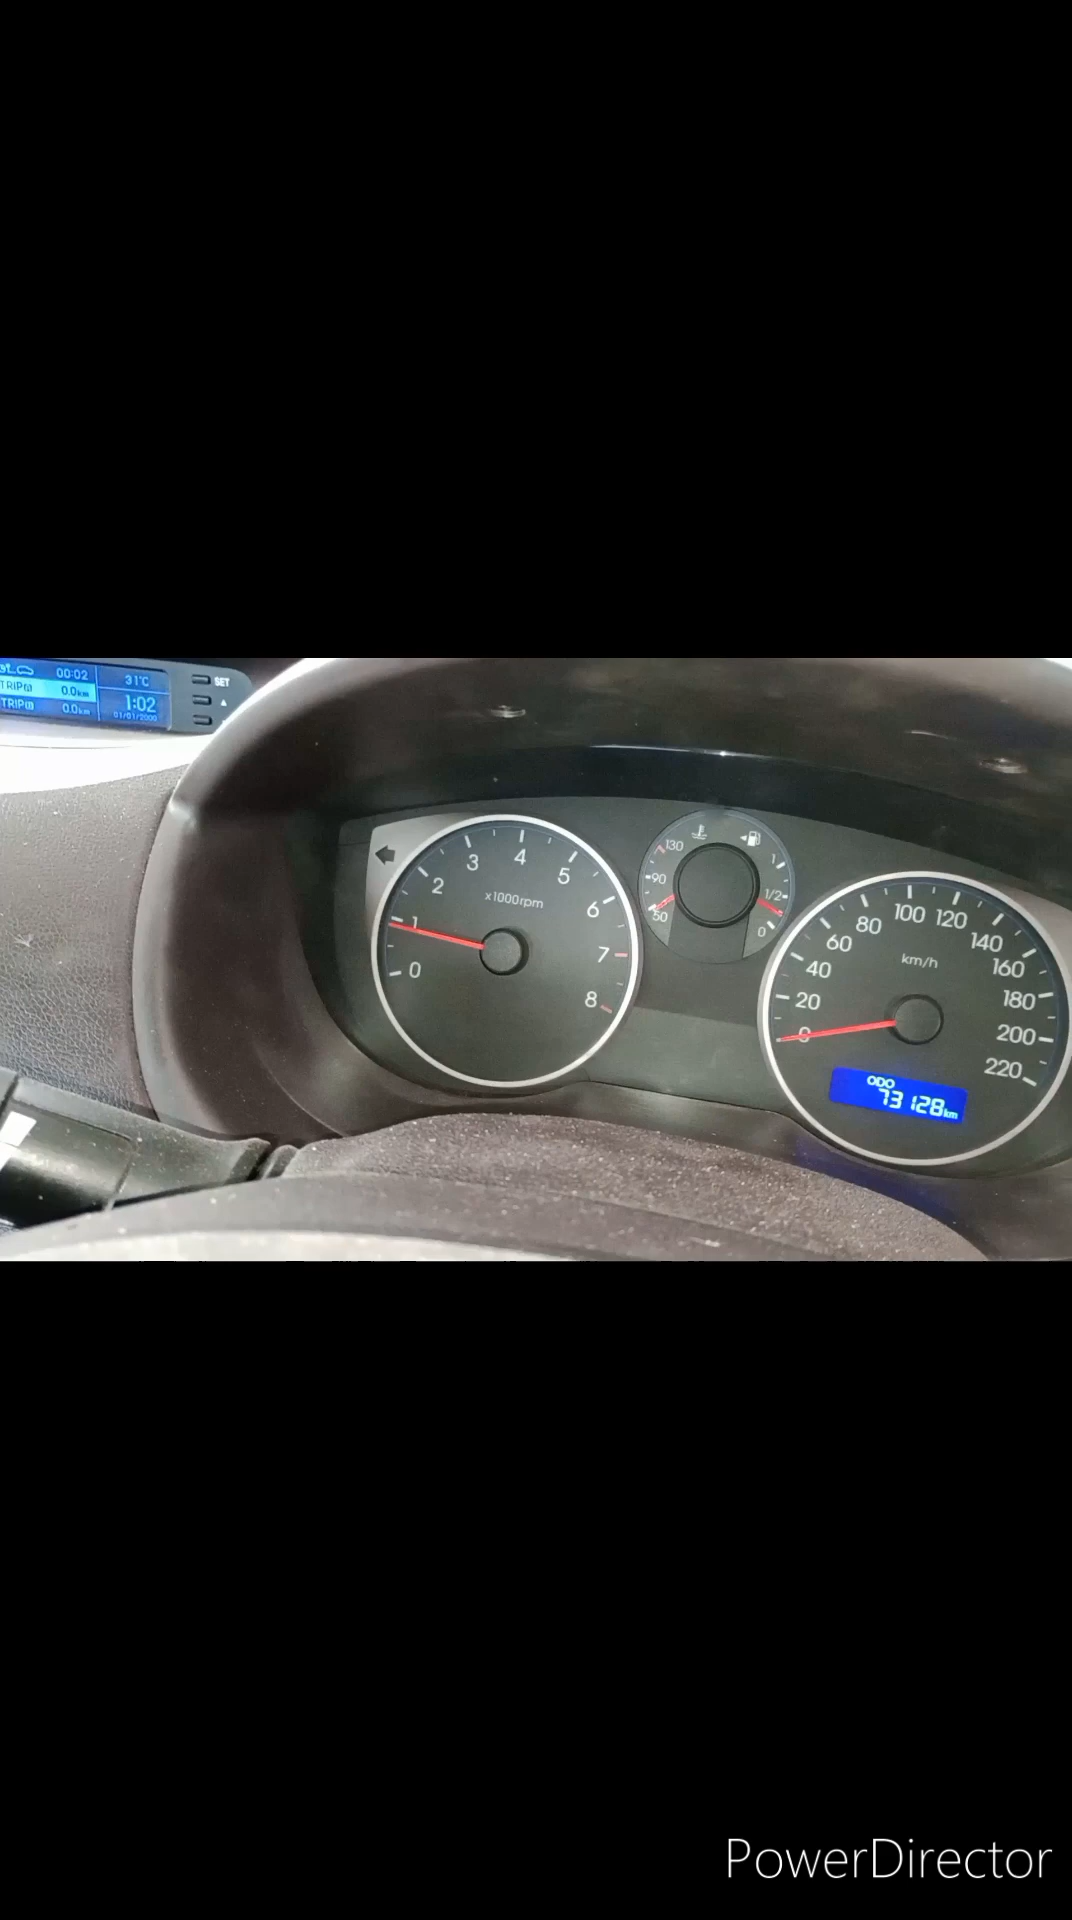 00:02
31°C
SET
TRIP
0.0km
1:02
TRIP
0.0km
01/01/2000
0
1
2
3
4
5
6
7
8
x1000rpm
130
90
50
1
1/2
0
0
20
40
60
80
100
120
140
160
180
200
220
km/h
ODO
73128km
PowerDirector